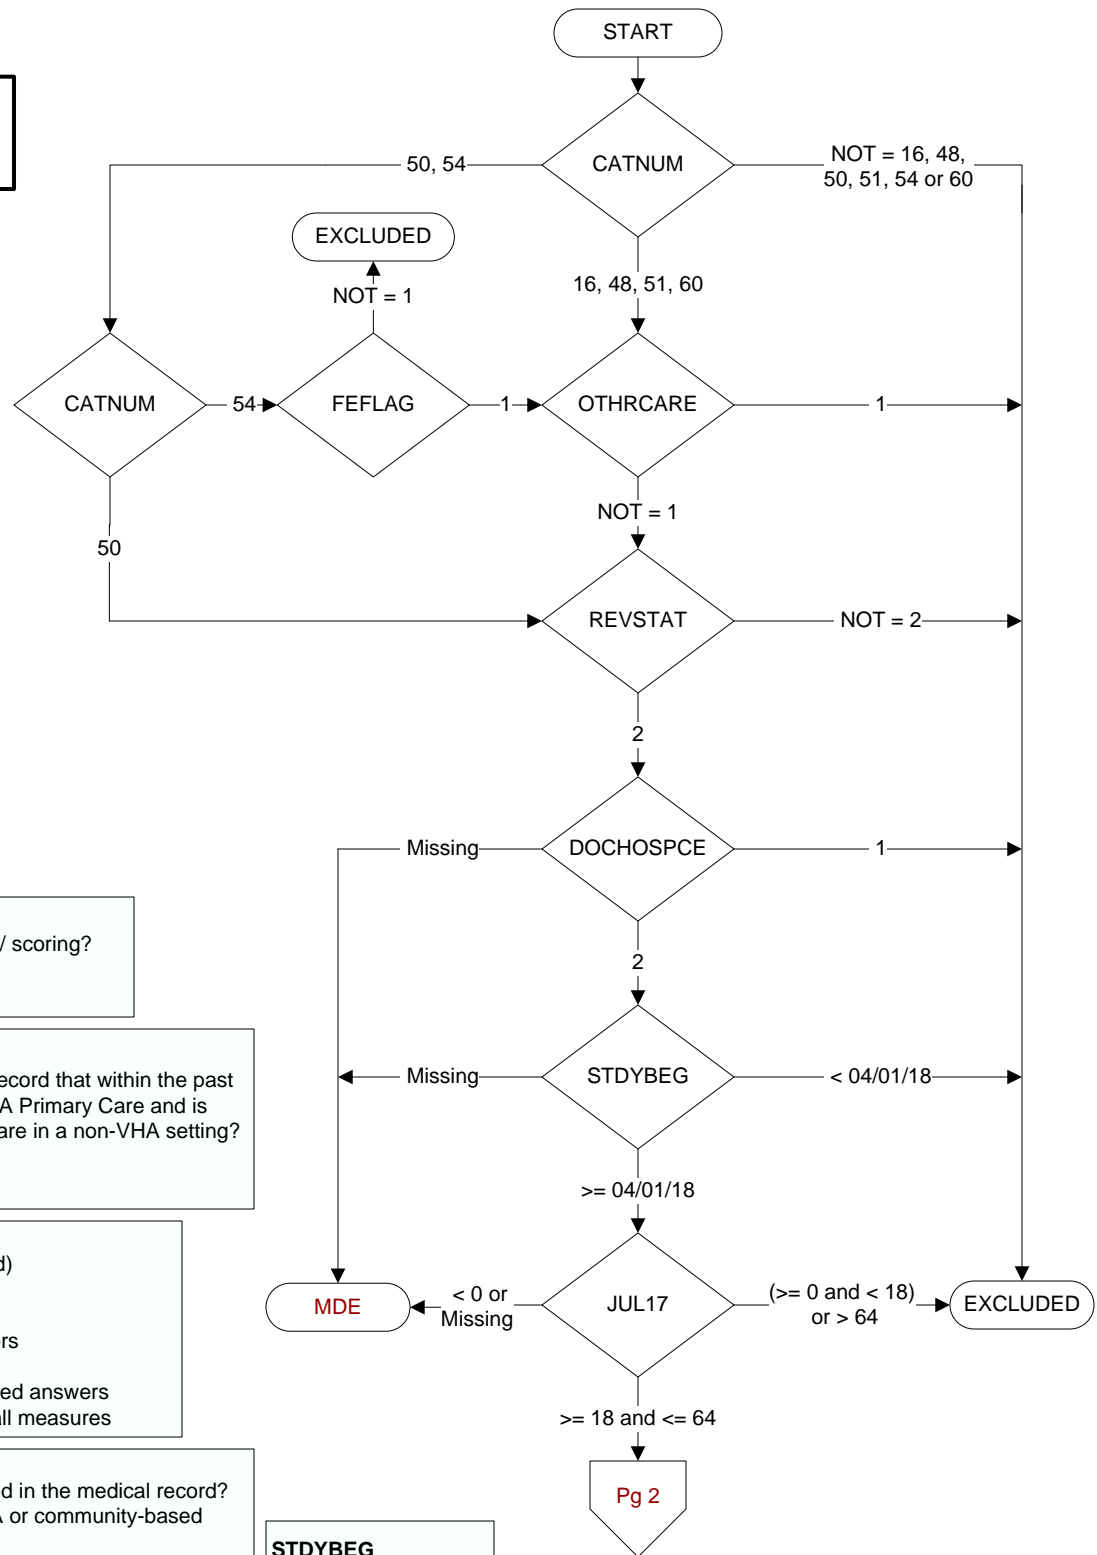 START
CATNUM
50, 54
NOT = 16, 48,
50, 51, 54 or 60
EXCLUDED
NOT = 1
16, 48, 51, 60
CATNUM
54
FEFLAG
1
OTHRCARE
1
NOT = 1
50
REVSTAT
NOT = 2
2
Missing
DOCHOSPCE
1
2
/ scoring?
Missing
STDYBEG
< 04/01/18
ecord that within the past
A Primary Care and is
are in a non-VHA setting?
>= 04/01/18
d)
rs
ed answers
all measures
MDE
< 0 or
Missing
JUL17
(>= 0 and < 18)
or > 64
EXCLUDED
>= 18 and <= 64
Pg 2
ed in the medical record?
A or community-based
STDYBEG